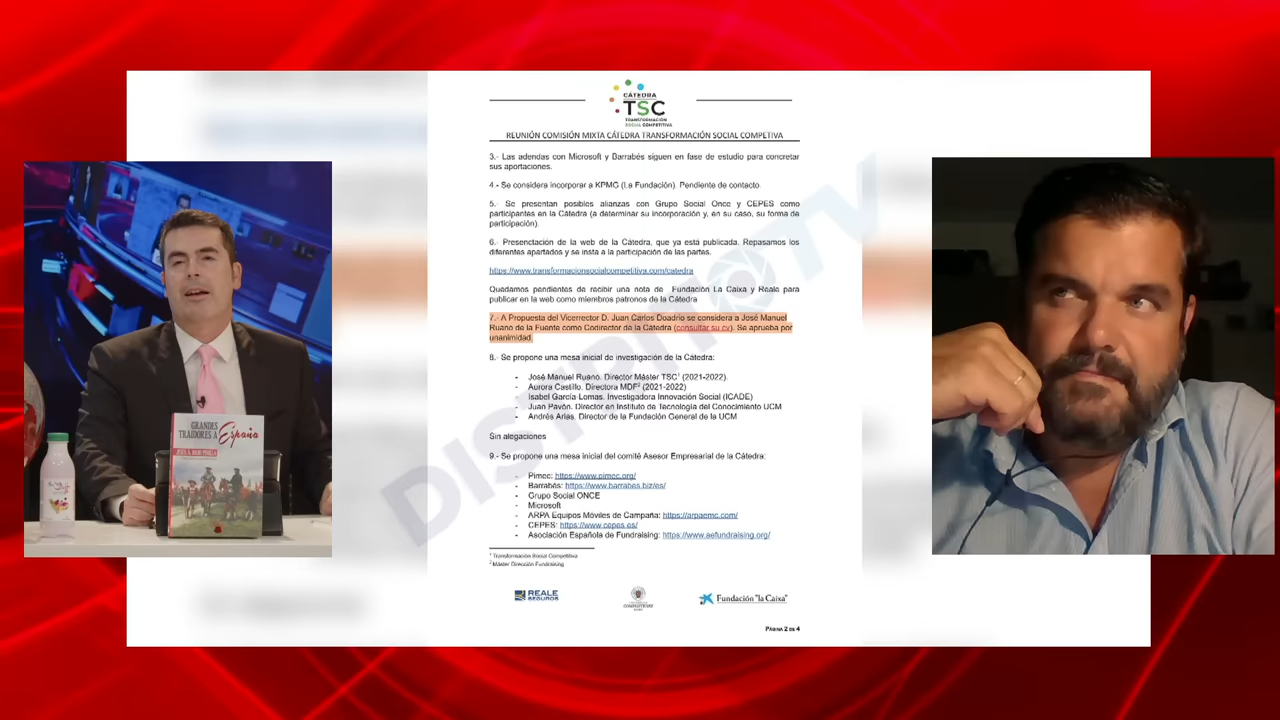 CÁTEDRA
TSC
TRANSFORMACIÓN
SOCIAL COMPETITIVA
REUNIÓN COMISIÓN MIXTA CÁTEDRA TRANSFORMACIÓN SOCIAL COMPETIVA
3.- Las adendas con Microsoft y Barrabés siguen en fase de estudio para concretar
sus aportaciones.
4.- Se considera incorporar a KPMG (La Fundación). Pendiente de contacto.
5.- Se presentan posibles alianzas con Grupo Social Once y CEPES como
participantes en la Cátedra (a determinar su incorporación y, en su caso, su forma de
participación).
6.- Presenctación de la web de la Cátedra, que ya está publicada. Repasamos los
diferentes apartados y se insta a la participación de las partes.
https://www.transformacionsocialcompetitiva.com/catedra
Quedamos pendientes de recibir una nota de Fundación La Caixa y Reale para
publicar en la web como miembros patronos de la Cátedra
7.- A Propuesta del Vicerrector D. Juan Carlos Doadrio se considera a José Manuel
Ruano de la Fuente como Codirector de la Cátedra (consultar su cv). Se aprueba por
unanimidad.
8.- Se propone una mesa inicial de investigación de la Cátedra:
- José Manuel Ruano. Director Máster TSC¹ (2021-2022).
- Aurora Castillo. Directora MDF² (2021-2022)
Isabel García-Lomas. Investigadora Innovación Social (ICADE)
- Juan Pavón. Director en Instituto de Tecnología del Conocimiento UCM
- Andrés Arias. Director de la Fundación General de la UCM
Sin alegaciones
9.- Se propone una mesa inicial del comité Asesor Empresarial de la Cátedra:
- Pimec: https://www.pimec.org/
- Barrabés: https://www.barrabes.biz/es/
- Grupo Social ONCE
- Microsoft
- ARPA Equipos Móviles de Campaña: https://arpaemc.com/
- CEPES: https://www.cepes.es/
- Asociación Española de Fundraising: https://www.aefundraising.org/
¹ Transformación Social Competitiva
² Máster Dirección Fundraising
REALE
SEGUROS
COMPLUTENSE
Fundación "la Caixa"
PÁGINA 2 DE 4
DISTRITOTV
GRANDES
TRAIDORES A
España
JESÚS Á. ROJO PINILLA